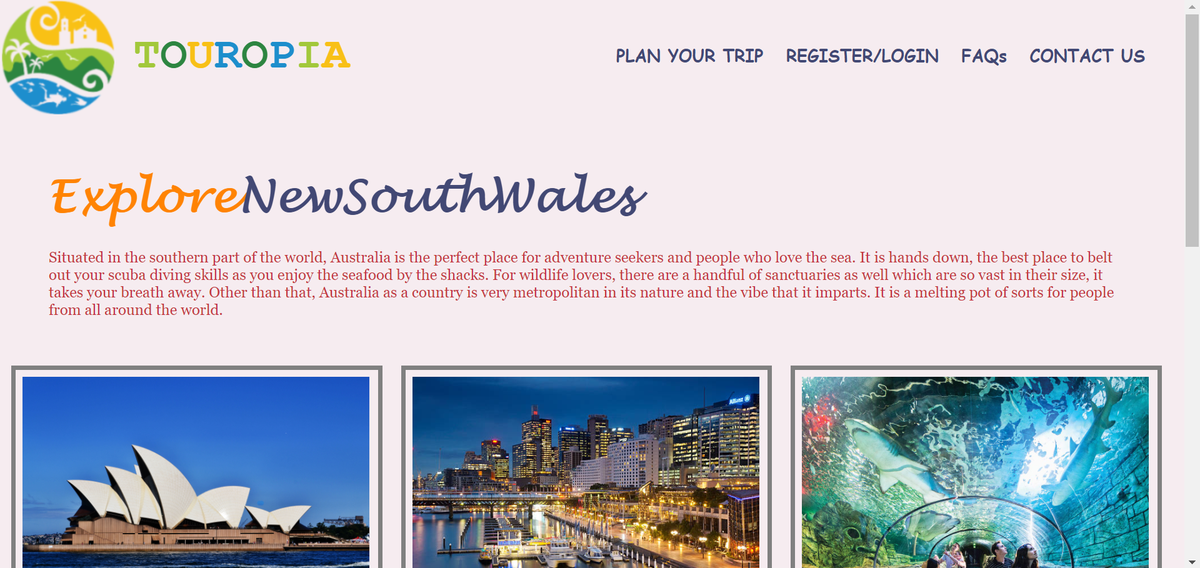 TOUROPIA
PLAN YOUR TRIP REGISTER/LOGIN FAQs CONTACT US
ExploreNewSouthWales
Situated in the southern part of the world, Australia is the perfect place for adventure seekers and people who love the sea. It is hands down, the best place to belt
out your scuba diving skills as you enjoy the seafood by the shacks. For wildlife lovers, there are a handful of sanctuaries as well which are so vast in their size, it
takes your breath away. Other than that, Australia as a country is very metropolitan in its nature and the vibe that it imparts. It is a melting pot of sorts for people
from all around the world.
Allianz